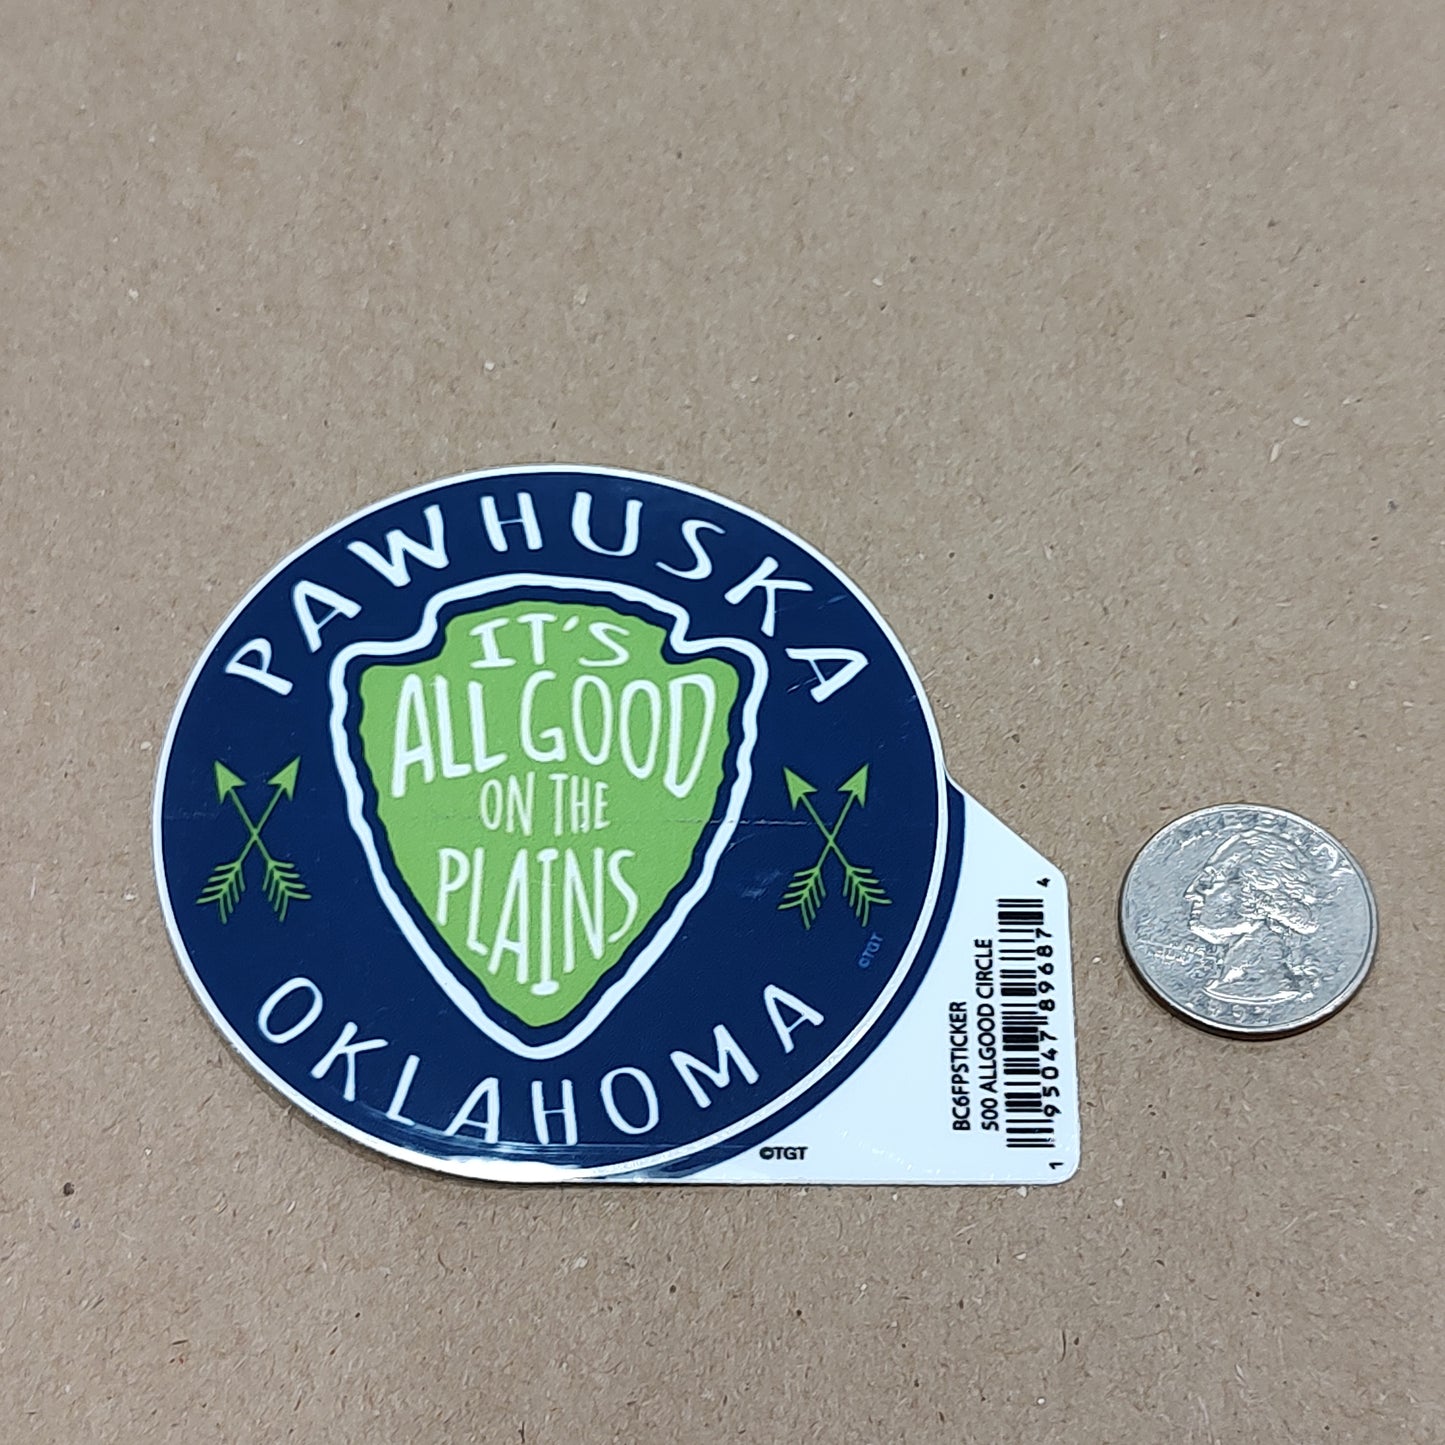 PAWHUSKA
IT'S
ALL GOOD
ON THE
PLAINS
OKLAHOMA
©TGT
©TGT
BC6FPSTICKER
500 ALLGOOD CIRCLE
1 95047 89687 4